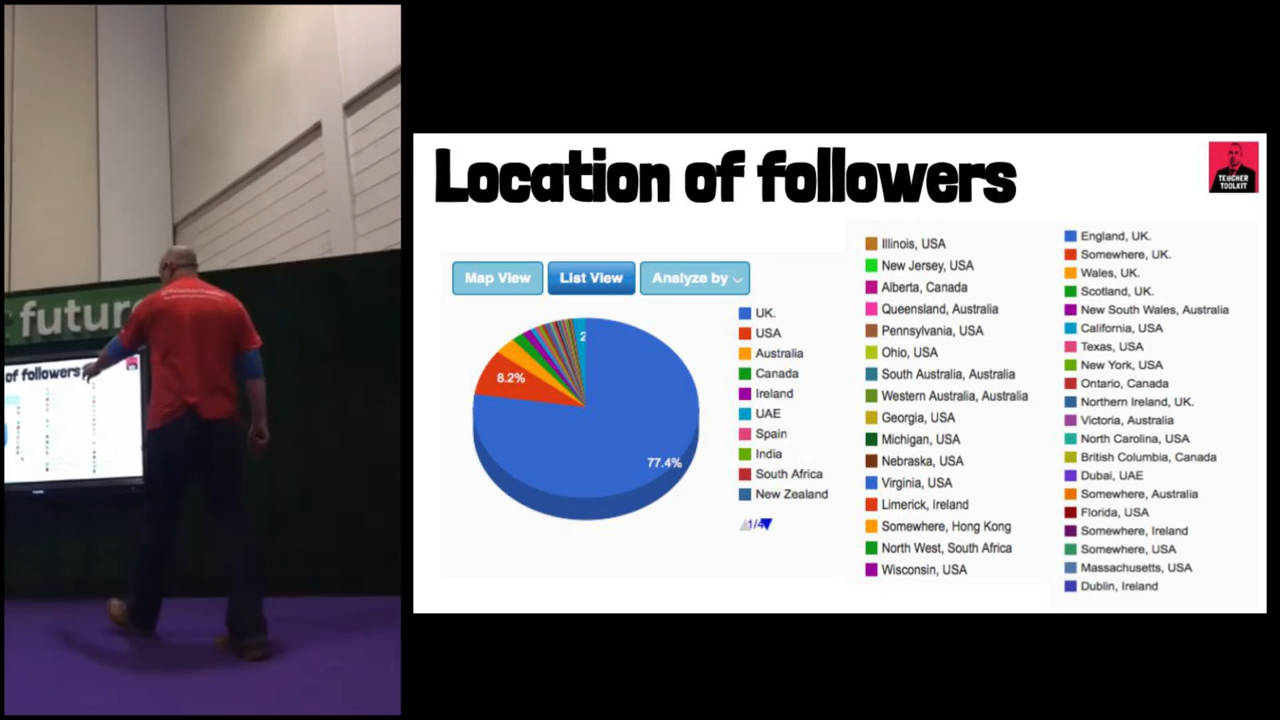 future
of followers
Location of followers
TEACHER
TOOLKIT
Map View
List View
Analyze by
8.2%
77.4%
2
UK.
USA
Australia
Canada
Ireland
UAE
Spain
India
South Africa
New Zealand
1/4
Illinois, USA
New Jersey, USA
Alberta, Canada
Queensland, Australia
Pennsylvania, USA
Ohio, USA
South Australia, Australia
Western Australia, Australia
Georgia, USA
Michigan, USA
Nebraska, USA
Virginia, USA
Limerick, Ireland
Somewhere, Hong Kong
North West, South Africa
Wisconsin, USA
England, UK.
Somewhere, UK.
Wales, UK.
Scotland, UK.
New South Wales, Australia
California, USA
Texas, USA
New York, USA
Ontario, Canada
Northern Ireland, UK.
Victoria, Australia
North Carolina, USA
British Columbia, Canada
Dubai, UAE
Somewhere, Australia
Florida, USA
Somewhere, Ireland
Somewhere, USA
Massachusetts, USA
Dublin, Ireland